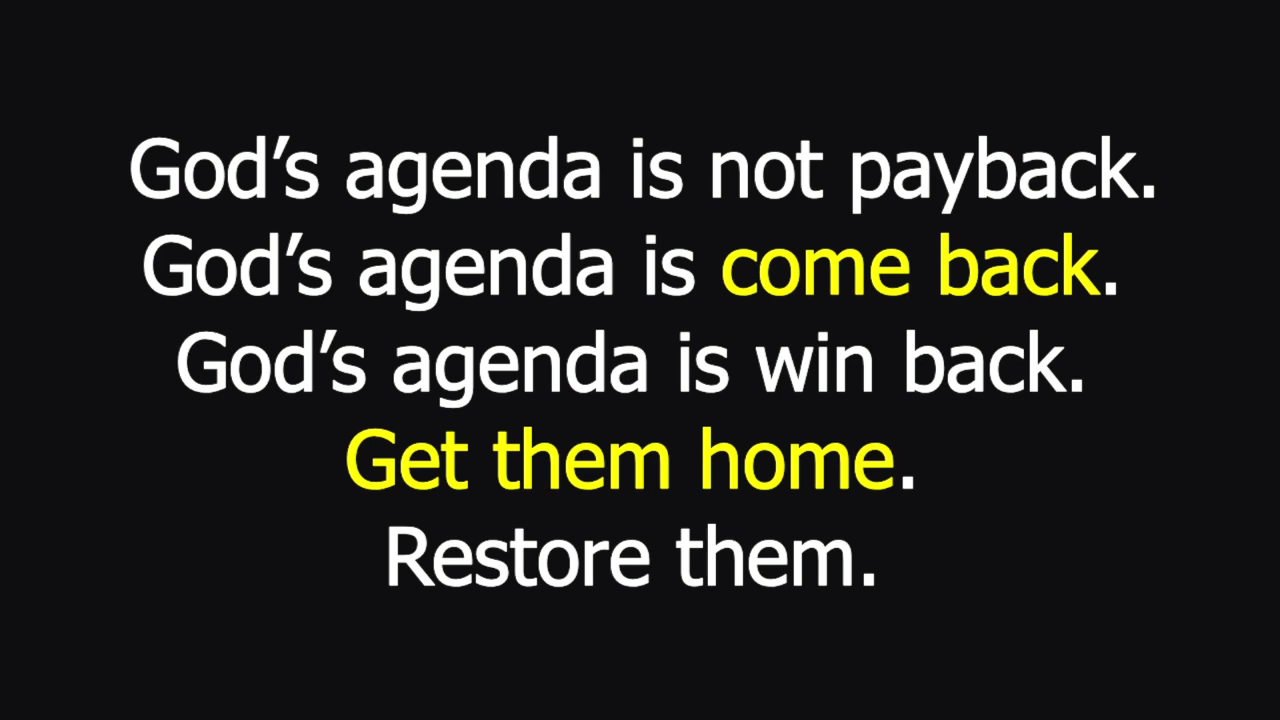 God’s agenda is not payback.
God’s agenda is come back.
God’s agenda is win back.
Get them home.
Restore them.